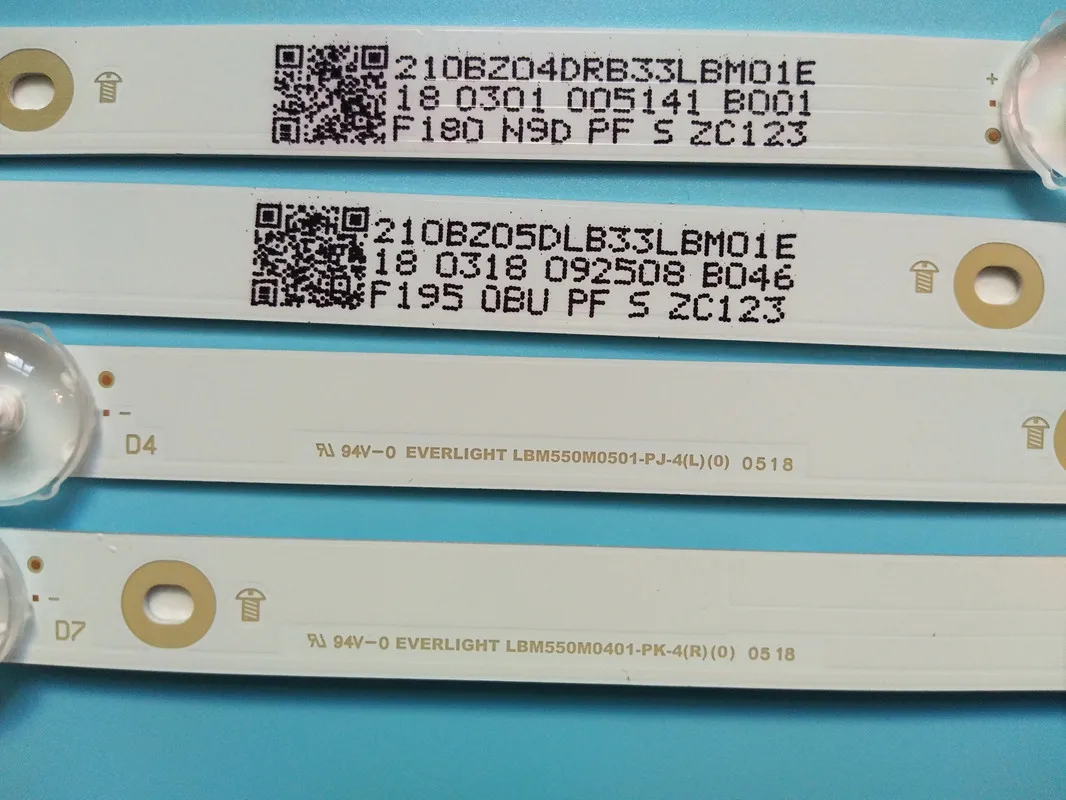 210BZ04DRB33LBM01E
18 0301 005141 B001
F180 N9D PF S ZC123
+
210BZ05DLB33LBM01E
18 0318 092508 B046
F195 0BU PF S ZC123
-
D4
94V-0 EVERLIGHT LBM550M0501-PJ-4(L)(0) 0518
-
D7
94V-0 EVERLIGHT LBM550M0401-PK-4(R)(0) 0518